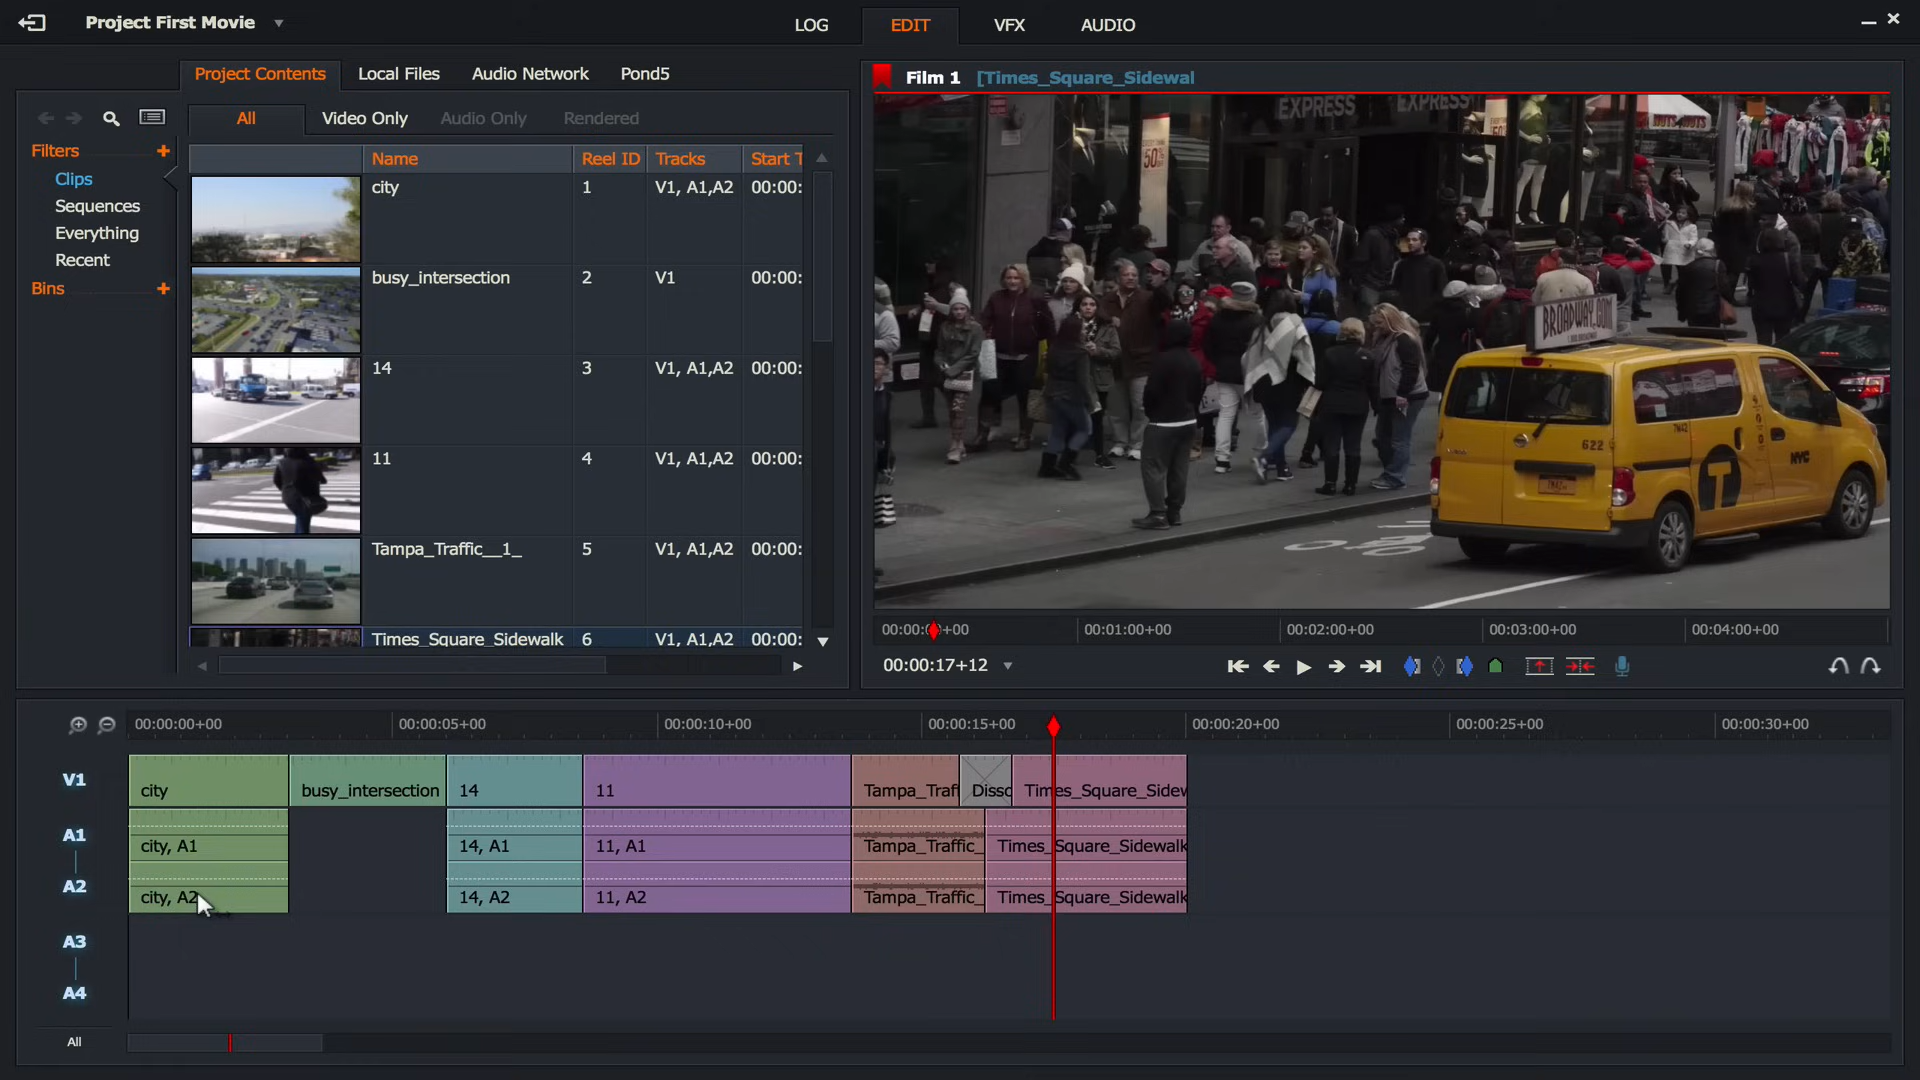 Project First Movie
LOG
EDIT
VFX
AUDIO
Project Contents
Local Files
Audio Network
Pond5
All
Video Only
Audio Only
Rendered
Filters
Clips
Sequences
Everything
Recent
Bins
Name
Reel ID
Tracks
Start T
city
1
V1, A1,A2
00:00:
busy_intersection
2
V1
00:00:
14
3
V1, A1,A2
00:00:
11
4
V1, A1,A2
00:00:
Tampa_Traffic__1_
5
V1, A1,A2
00:00:
Times_Square_Sidewalk
6
V1, A1,A2
00:00:
Film 1
[Times_Square_Sidewal
EXPRESS
EXPRESS
50%
BROADWAY.COM
622
NYC
T
+00
00:01:00+00
00:02:00+00
00:03:00+00
00:04:00+00
00:00:17+12
00:00:00+00
00:00:05+00
00:00:10+00
00:00:15+00
00:00:20+00
00:00:25+00
00:00:30+00
V1
city
busy_intersection
14
11
Tampa_Traf
Dissc
Times_Square_Sidew
A1
city, A1
14, A1
11, A1
Tampa_Traffic_
Times_Square_Sidewalk
A2
city, A2
14, A2
11, A2
Tampa_Traffic_
Times_Square_Sidewalk
A3
A4
All